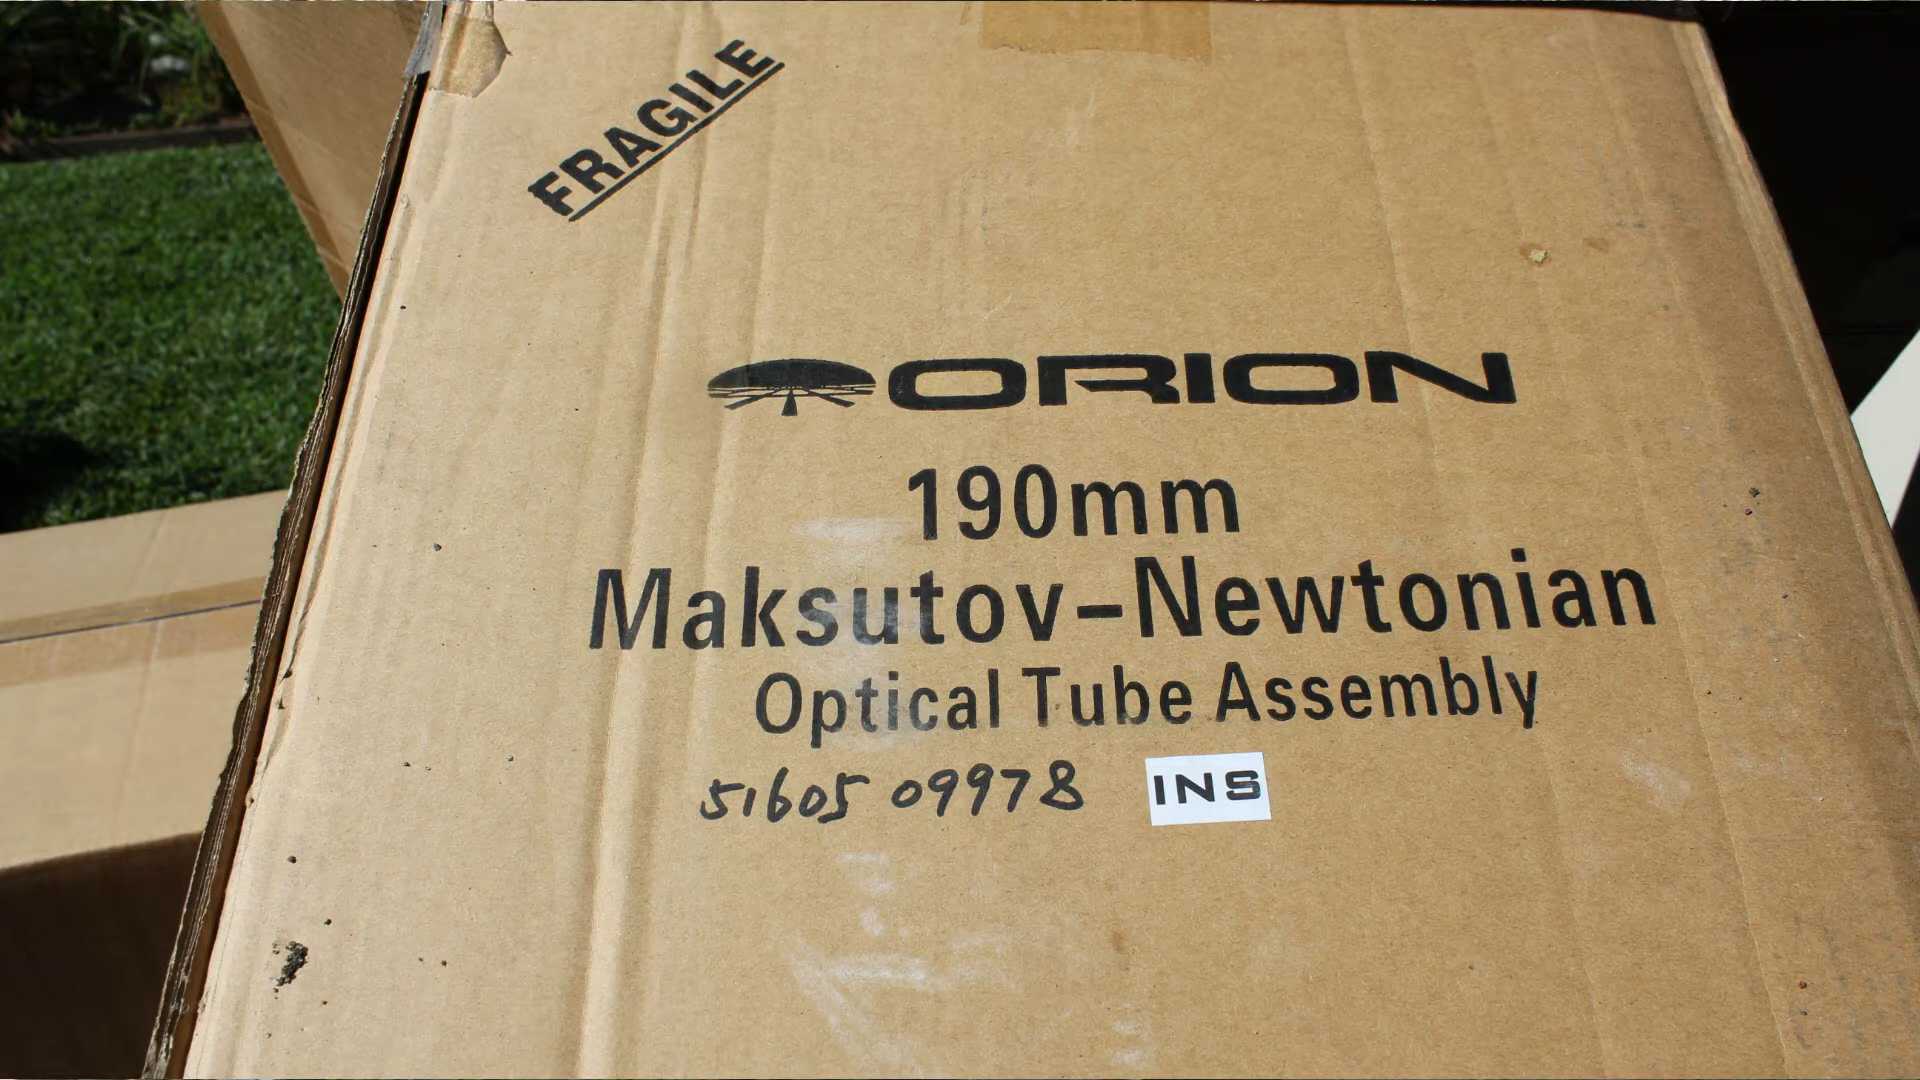 FRAGILE
ORION
190mm
Maksutov-Newtonian
Optical Tube Assembly
51605 09978 INS